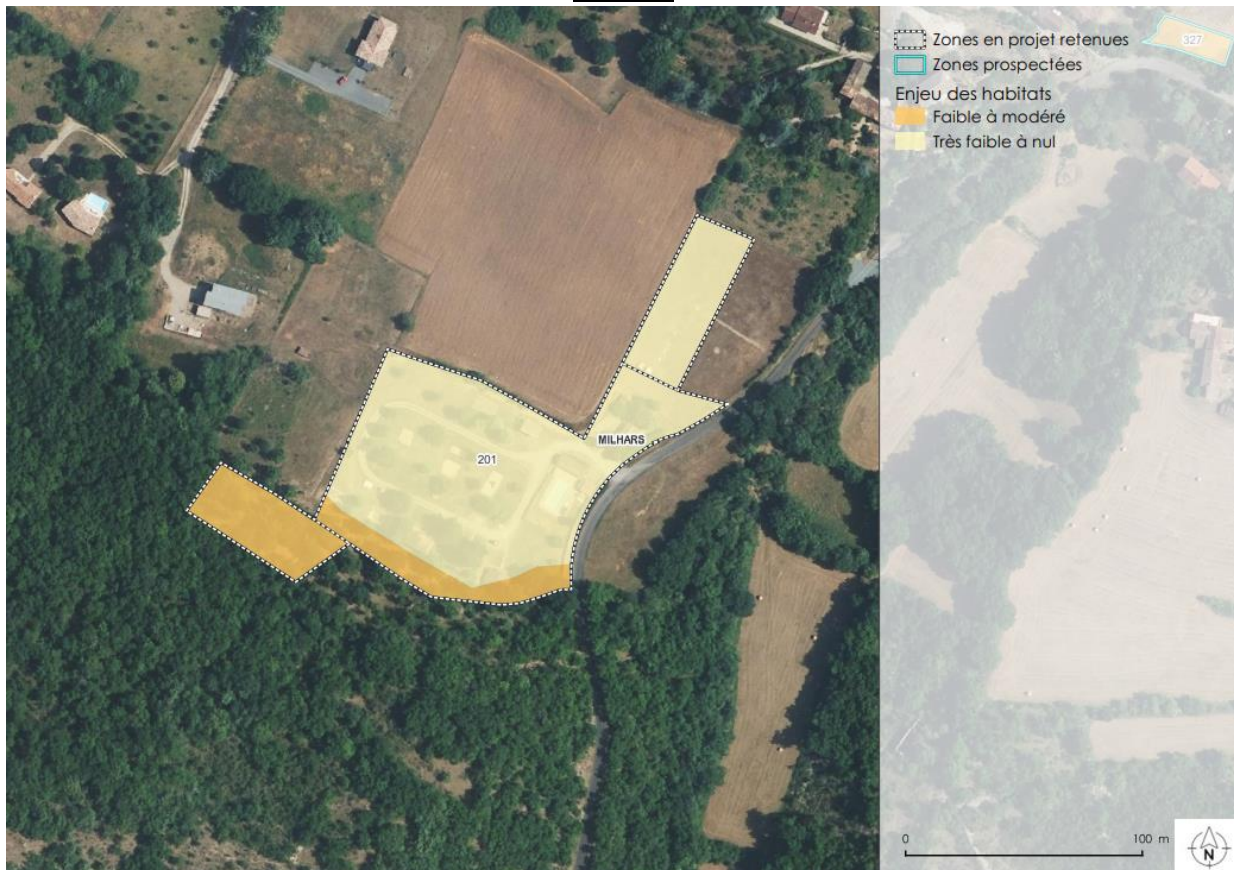 Zones en projet retenues
327
Zones prospectées
Enjeu des habitats
Faible à modéré
Très faible à nul
MILHARS
201
0 100 m
N